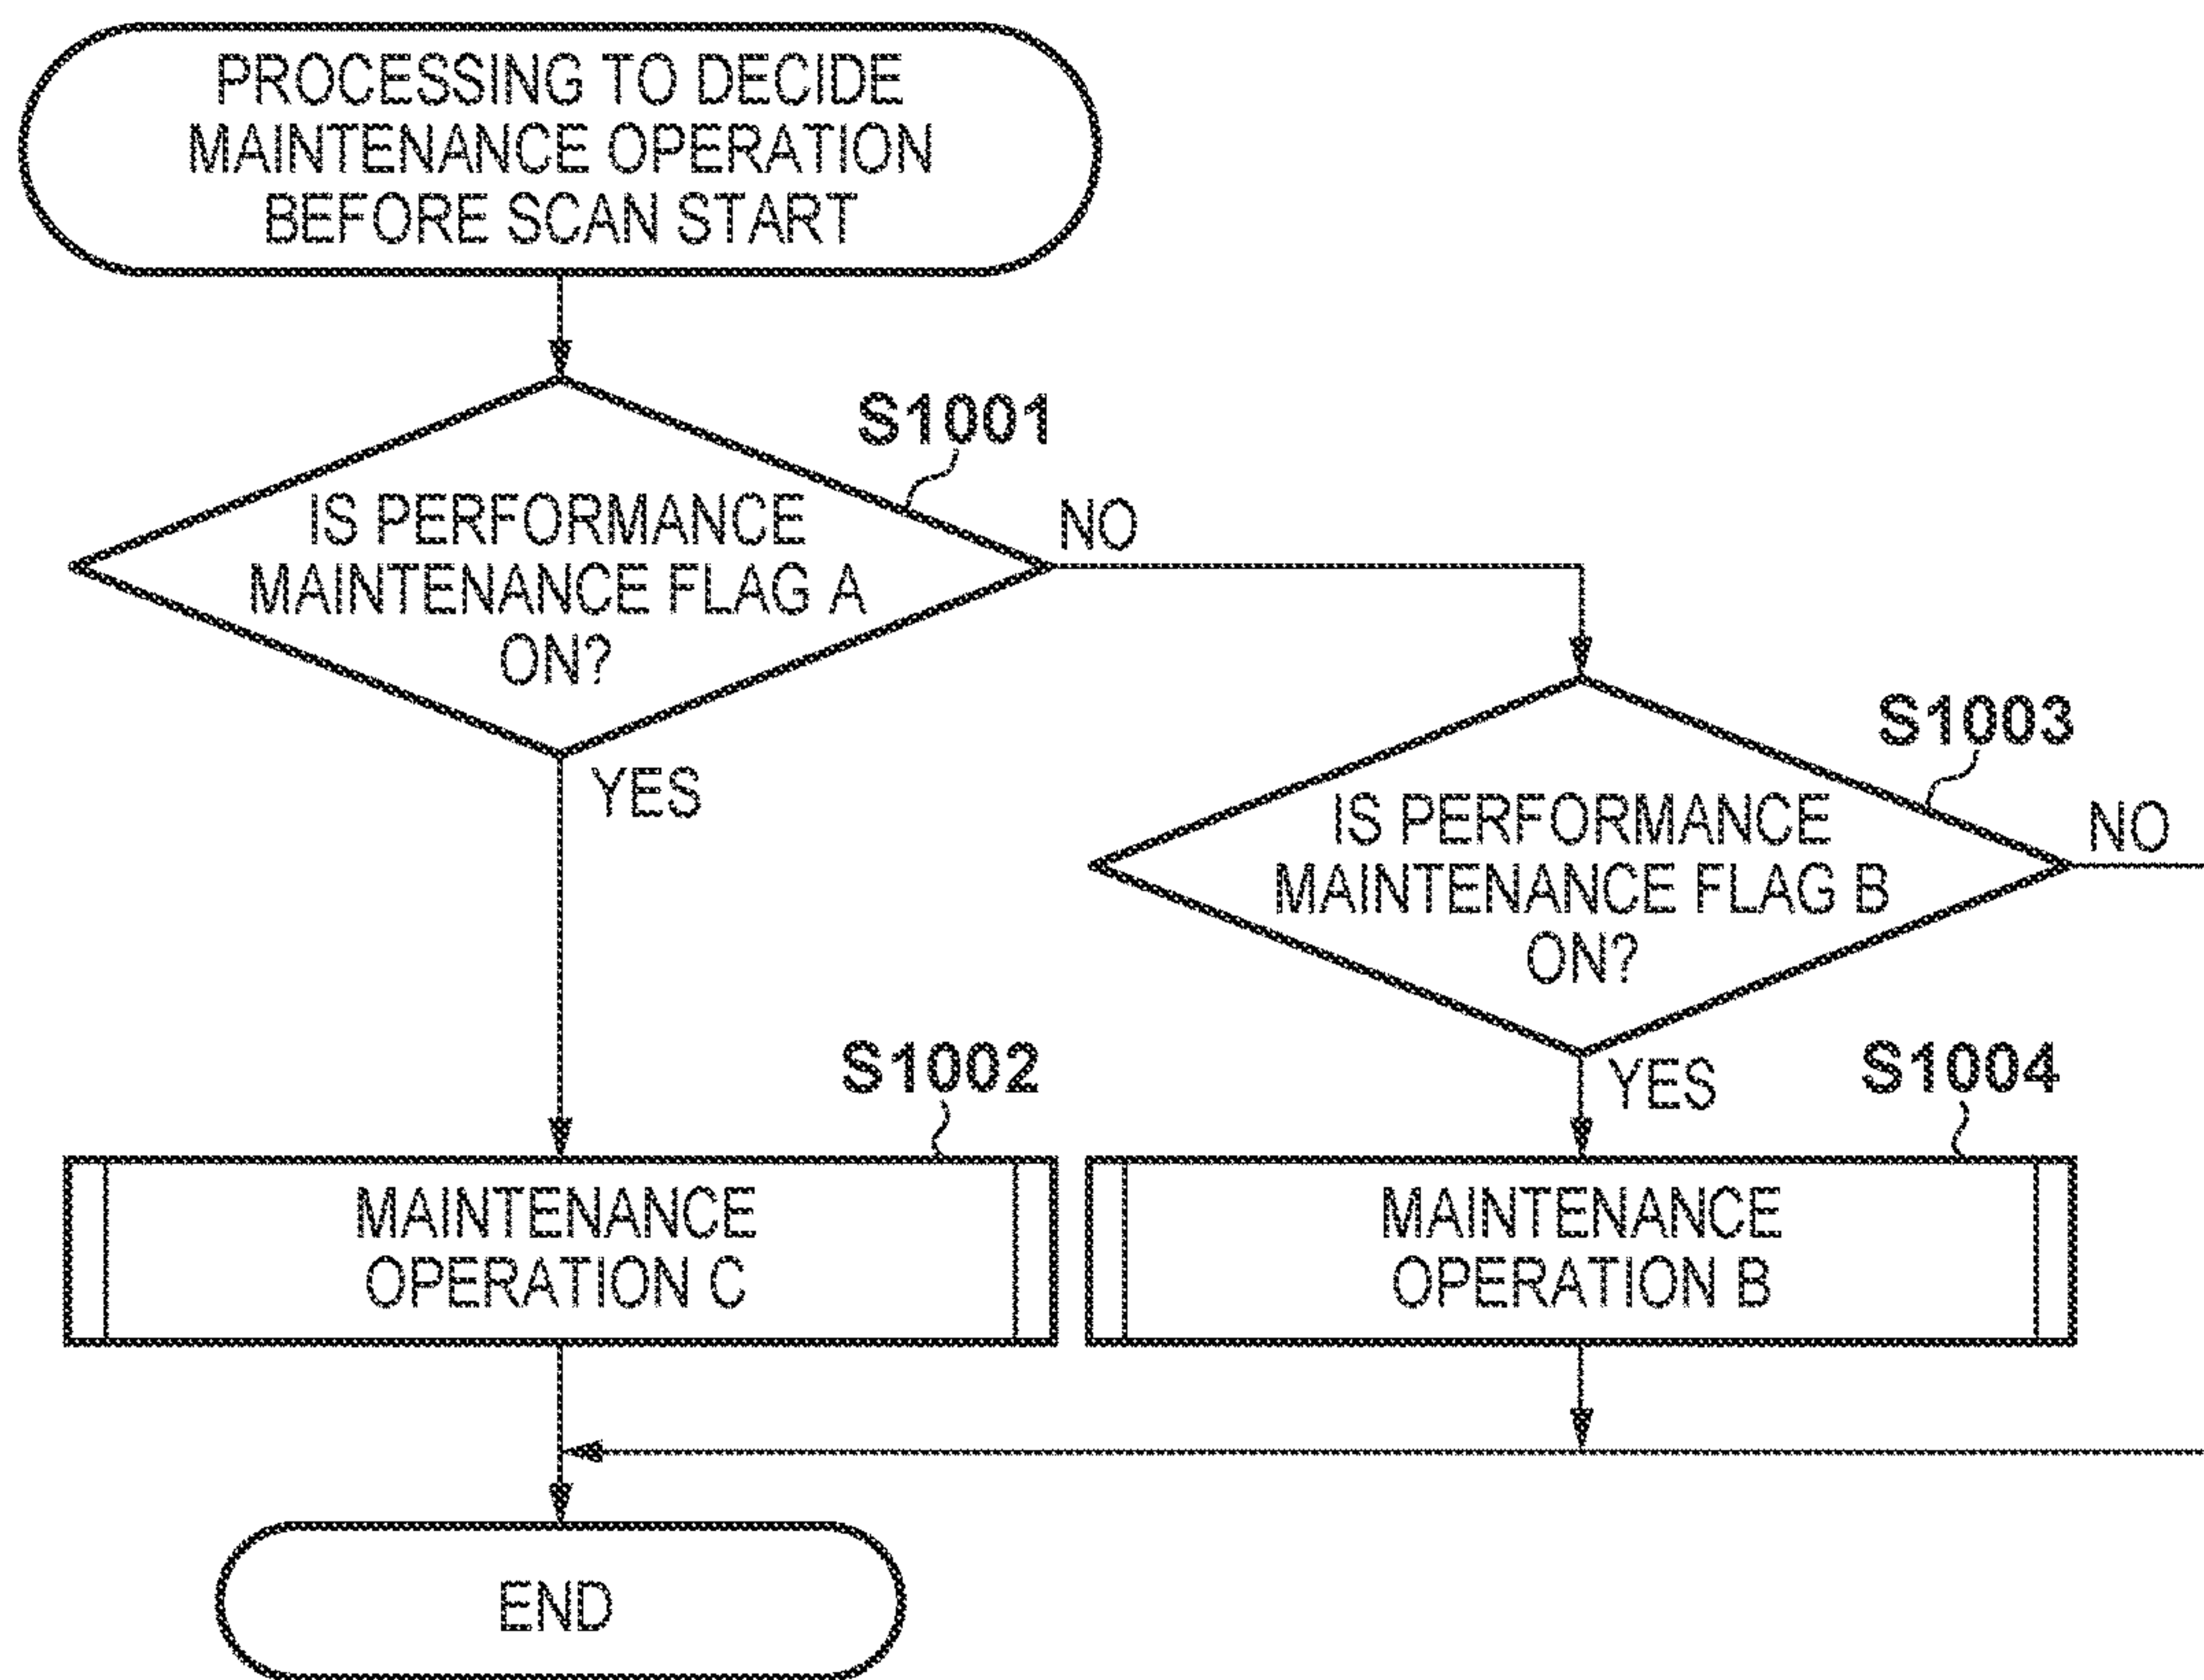 PROCESSING TO DECIDE
MAINTENANCE OPERATION
BEFORE SCAN START
S1001
IS PERFORMANCE
MAINTENANCE FLAG A
ON?
NO
YES
S1003
IS PERFORMANCE
MAINTENANCE FLAG B
ON?
NO
YES
S1002
MAINTENANCE
OPERATION C
S1004
MAINTENANCE
OPERATION B
END